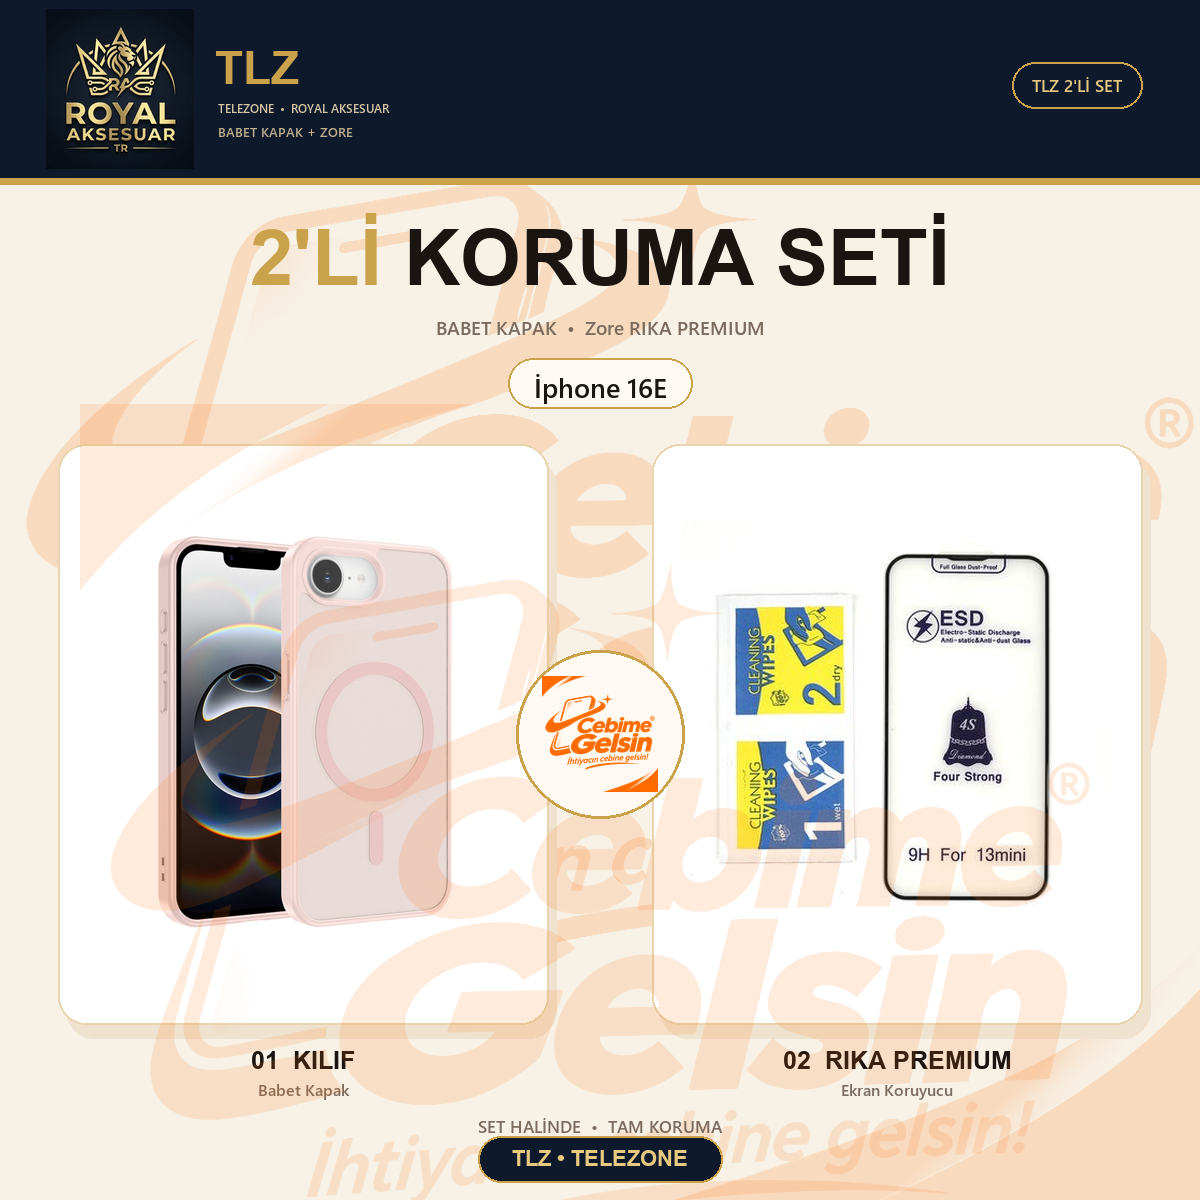 ROYAL
AKSESUAR
TR
TLZ
TELEZONE • ROYAL AKSESUAR
BABET KAPAK + ZORE
TLZ 2'Lİ SET
2'Lİ KORUMA SETİ
BABET KAPAK • Zore RIKA PREMIUM
İphone 16E
Cebime
Gelsin
İhtiyacın cebine gelsin!
CLEANING
WIPES
2 dry
CLEANING
WIPES
1 wet
Full Glass Dust-Proof
ESD
Electro-Static Discharge
Anti-static&Anti-dust Glass
4S
Diamond
Four Strong
9H For 13mini
Cebime®
Gelsin
01 KILIF
Babet Kapak
02 RIKA PREMIUM
Ekran Koruyucu
SET HALİNDE • TAM KORUMA
TLZ • TELEZONE